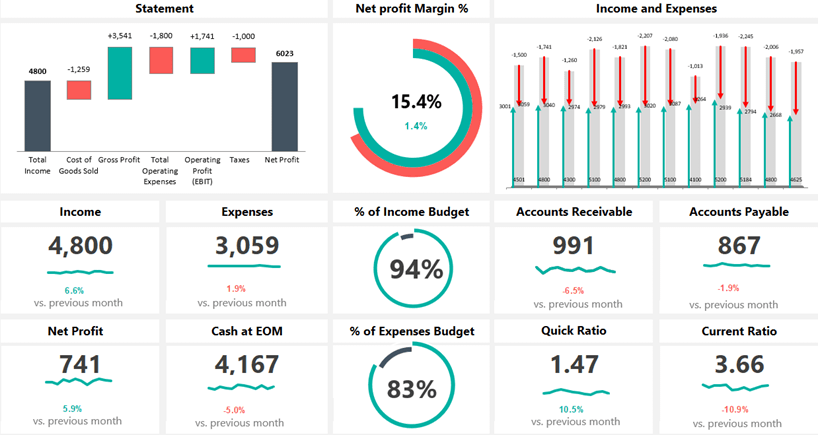 Statement
Net profit Margin %
Income and Expenses
4800
-1,259
+3,541
-1,800
+1,741
-1,000
6023
Total Income
Cost of Goods Sold
Gross Profit
Total Operating Expenses
Operating Profit (EBIT)
Taxes
Net Profit
15.4%
1.4%
-1,500
-1,741
-1,260
-2,126
-1,821
-2,207
-2,080
-1,013
-1,936
-2,245
-2,006
-1,957
3001
3040
2974
2979
2993
2939
2794
2668
4501
4800
4300
5100
4800
5200
5100
4100
5200
5184
4800
4625
Income
4,800
6.6%
vs. previous month
Expenses
3,059
1.9%
vs. previous month
% of Income Budget
94%
Accounts Receivable
991
-6.5%
vs. previous month
Accounts Payable
867
-1.9%
vs. previous month
Net Profit
741
5.9%
vs. previous month
Cash at EOM
4,167
-5.0%
vs. previous month
% of Expenses Budget
83%
Quick Ratio
1.47
10.5%
vs. previous month
Current Ratio
3.66
-10.9%
vs. previous month